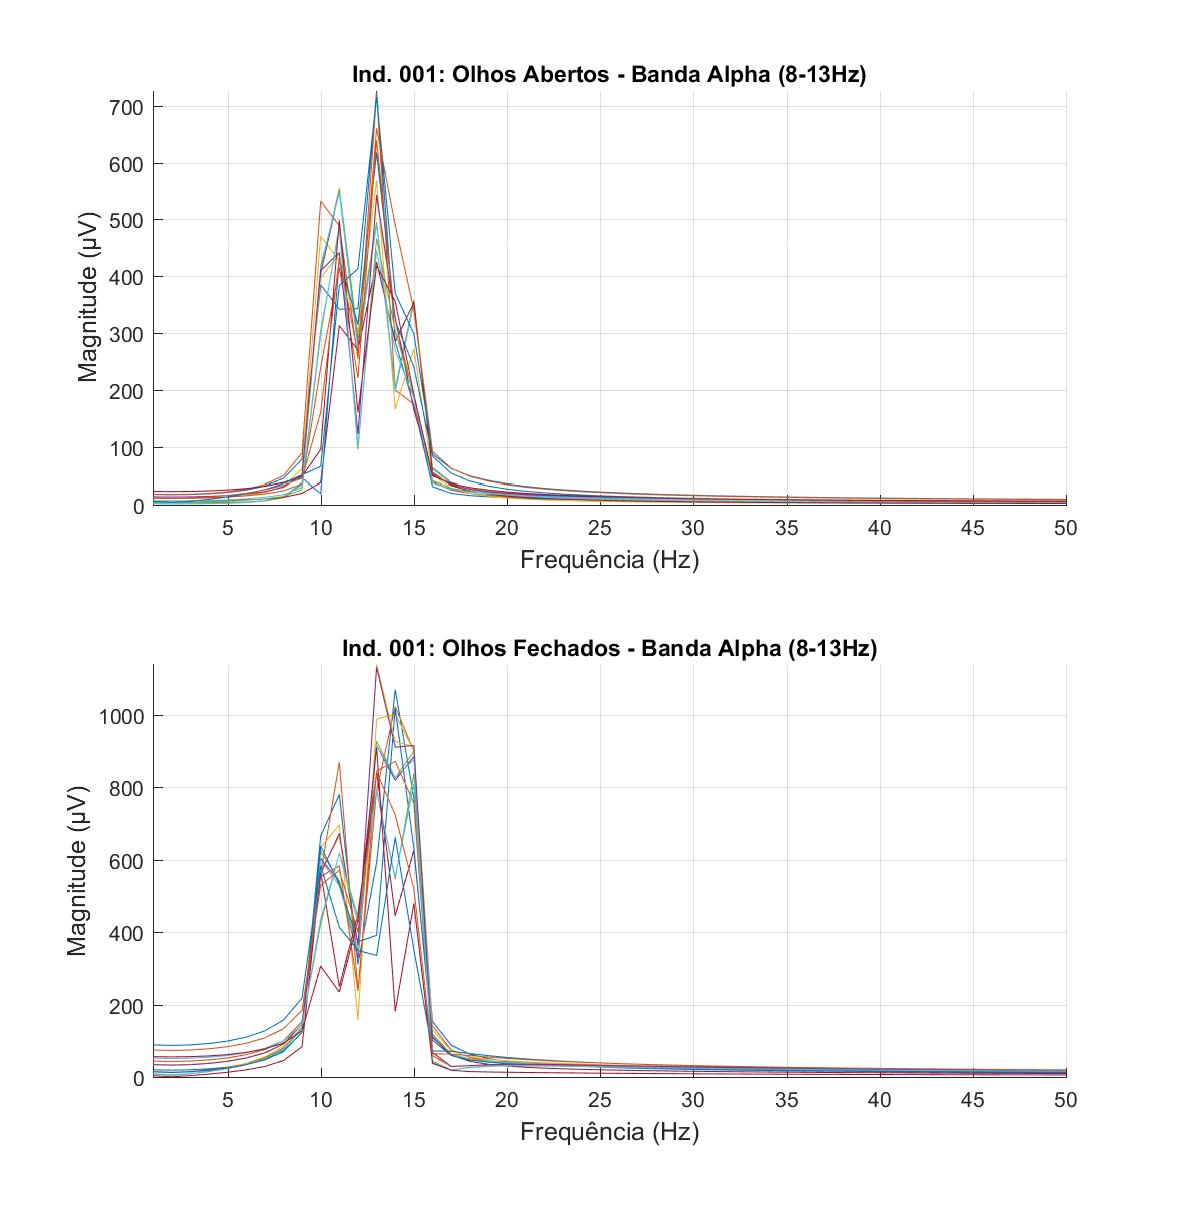 Ind. 001: Olhos Abertos - Banda Alpha (8-13Hz)
700
600
500
400
300
200
100
0
Magnitude (μV)
5 10 15 20 25 30 35 40 45 50
Frequência (Hz)
Ind. 001: Olhos Fechados - Banda Alpha (8-13Hz)
1000
800
600
400
200
0
Magnitude (μV)
5 10 15 20 25 30 35 40 45 50
Frequência (Hz)